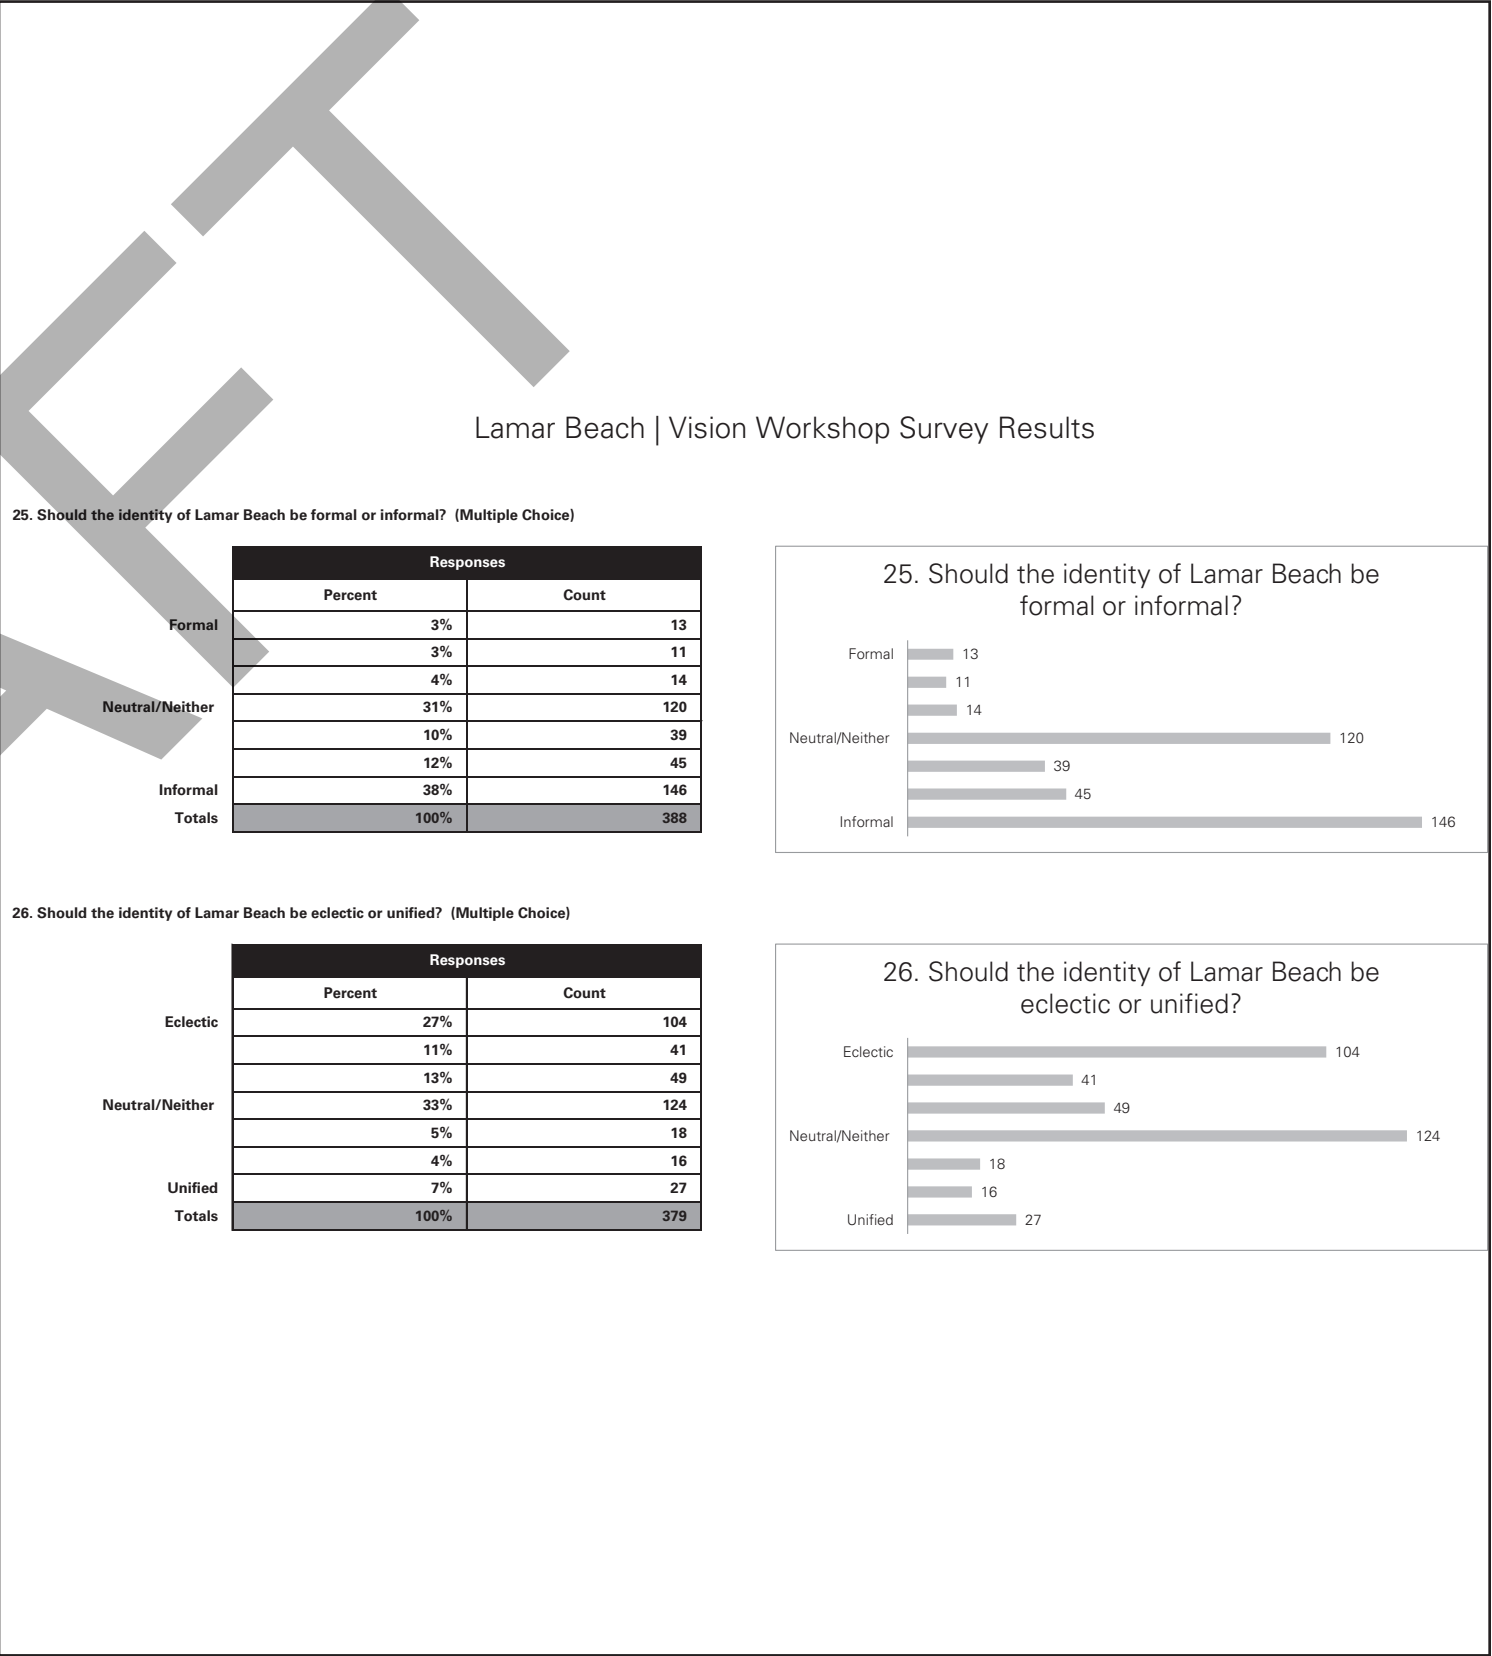 Lamar Beach | Vision Workshop Survey Results
25. Should the identity of Lamar Beach be formal or informal? (Multiple Choice)
Responses
Percent Count
Formal 3% 13
3% 11
4% 14
Neutral/Neither 31% 120
10% 39
12% 45
Informal 38% 146
Totals 100% 388
25. Should the identity of Lamar Beach be
formal or informal?
Formal 13
11
14
Neutral/Neither 120
39
45
Informal 146
26. Should the identity of Lamar Beach be eclectic or unified? (Multiple Choice)
Responses
Percent Count
Eclectic 27% 104
11% 41
13% 49
Neutral/Neither 33% 124
5% 18
4% 16
Unified 7% 27
Totals 100% 379
26. Should the identity of Lamar Beach be
eclectic or unified?
Eclectic 104
41
49
Neutral/Neither 124
18
16
Unified 27